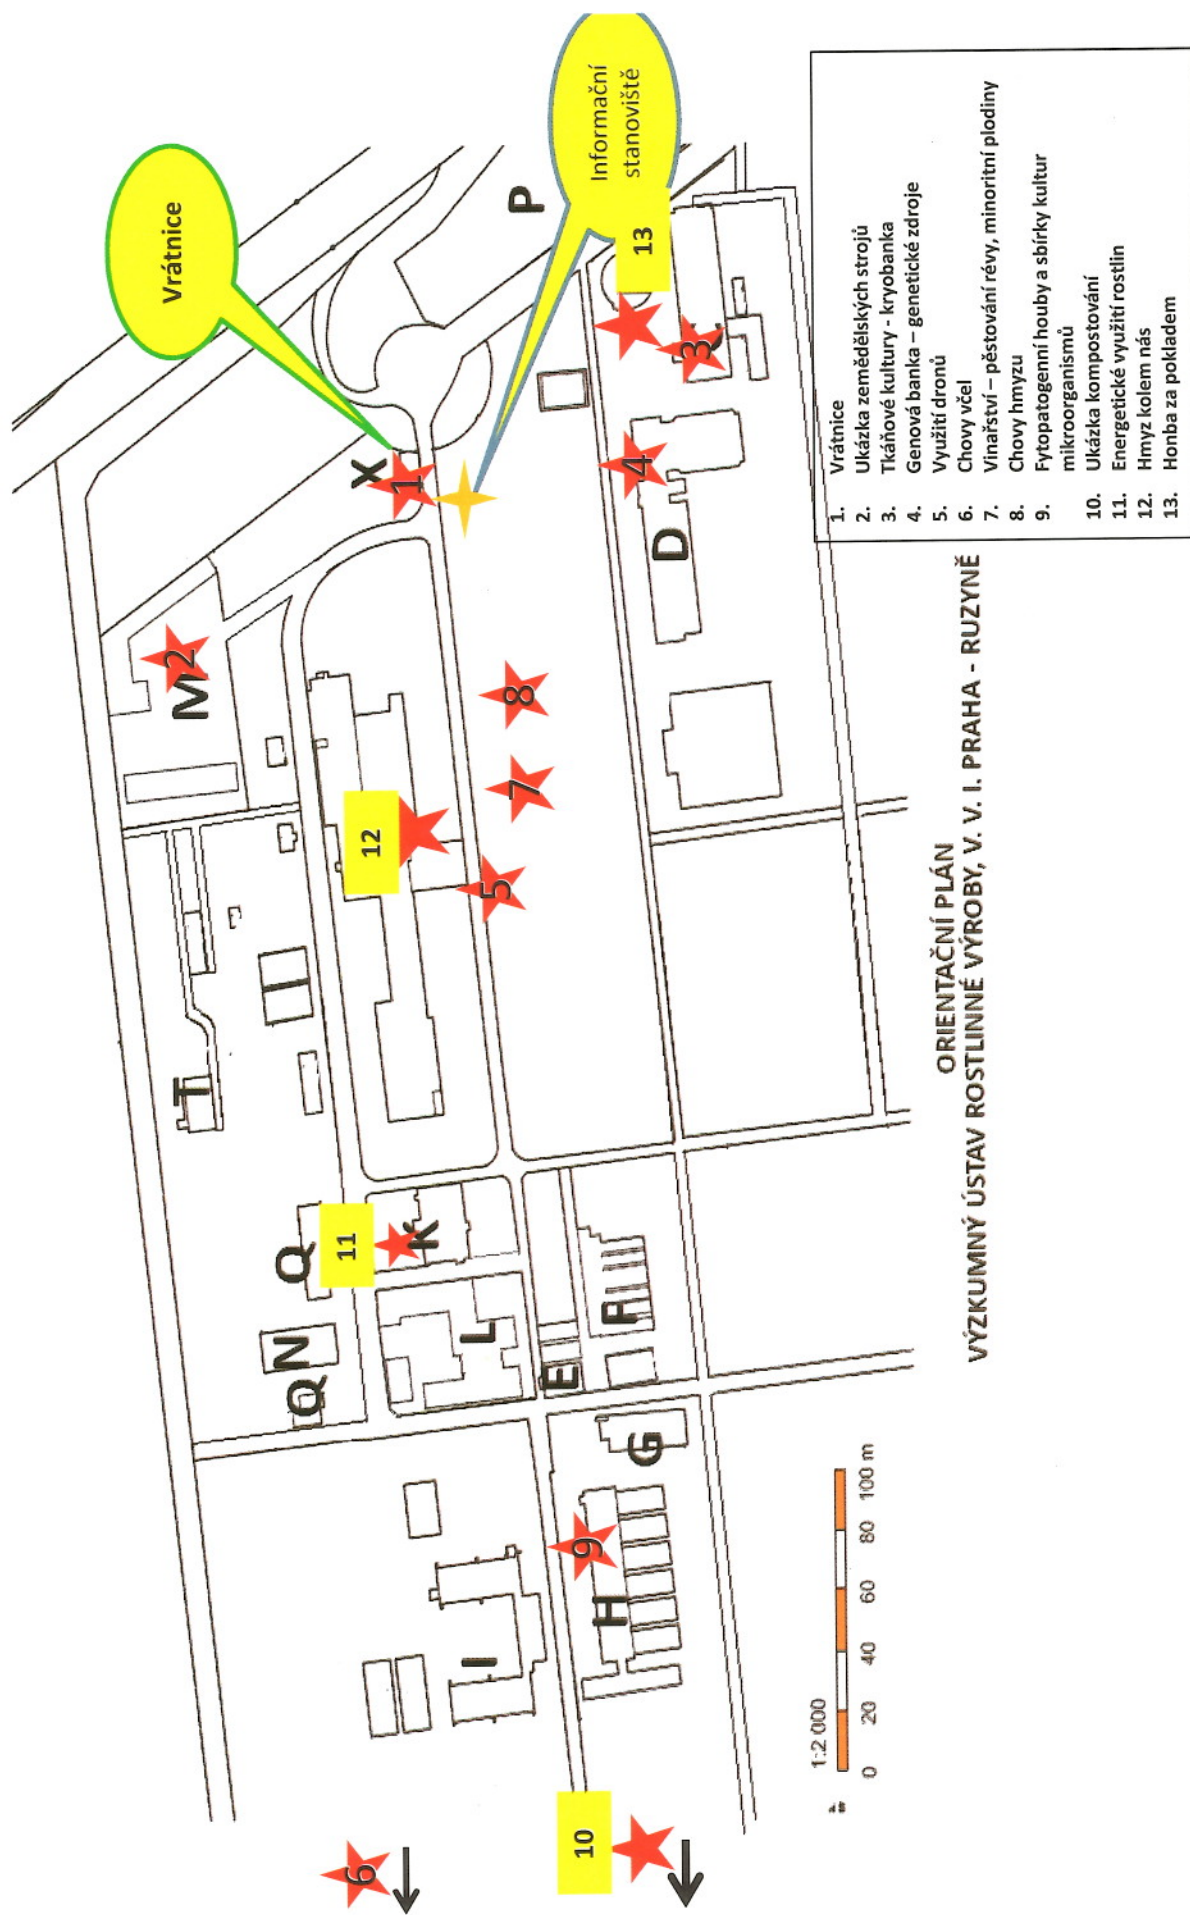 Vrátnice
Informační
stanoviště
P
X
1
2
M
13
3
4
D
8
7
12
5
I
T
11
K
Q
N
Q
L
E
F
G
9
H
I
6
10
1. Vrátnice
2. Ukázka zemědělských strojů
3. Tkáňové kultury - kryobanka
4. Genová banka – genetické zdroje
5. Využití dronů
6. Chovy včel
7. Vinařství – pěstování révy, minoritní plodiny
8. Chovy hmyzu
9. Fytopatogenní houby a sbírky kultur
mikroorganismů
10. Ukázka kompostování
11. Energetické využití rostlin
12. Hmyz kolem nás
13. Honba za pokladem
ORIENTAČNÍ PLÁN
VÝZKUMNÝ ÚSTAV ROSTLINNÉ VÝROBY, V. V. I. PRAHA - RUZYNĚ
1:2 000
0 20 40 60 80 100 m